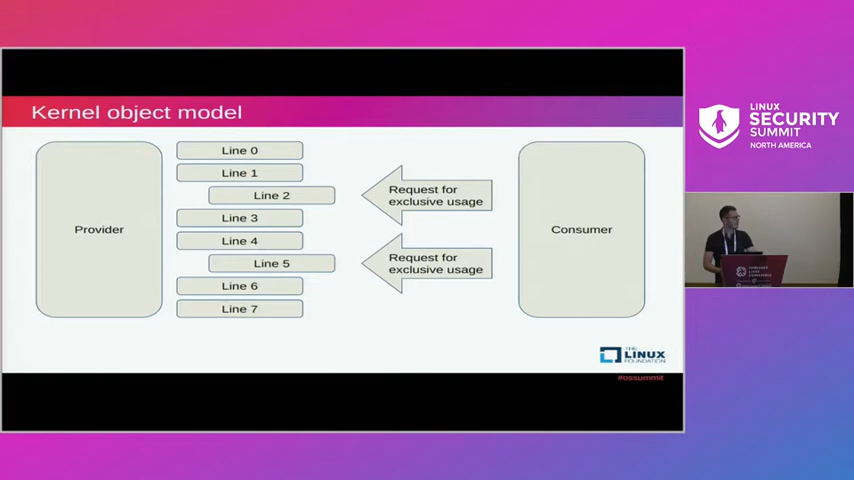 Kernel object model
Provider
Line 0
Line 1
Line 2
Line 3
Line 4
Line 5
Line 6
Line 7
Request for
exclusive usage
Request for
exclusive usage
Consumer
THE
LINUX
FOUNDATION
#ossummit
LINUX
SECURITY
SUMMIT
NORTH AMERICA